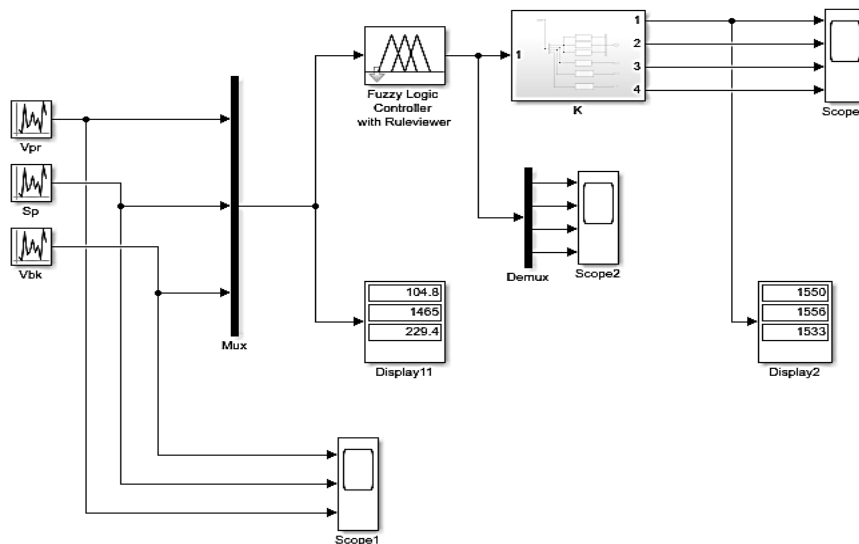 Vpr
Sp
Vbk
Mux
Fuzzy Logic
Controller
with Ruleviewer
1
1
2
3
4
K
Scope
Demux
Scope2
104.8
1465
229.4
Display11
1550
1556
1533
Display2
Scope1